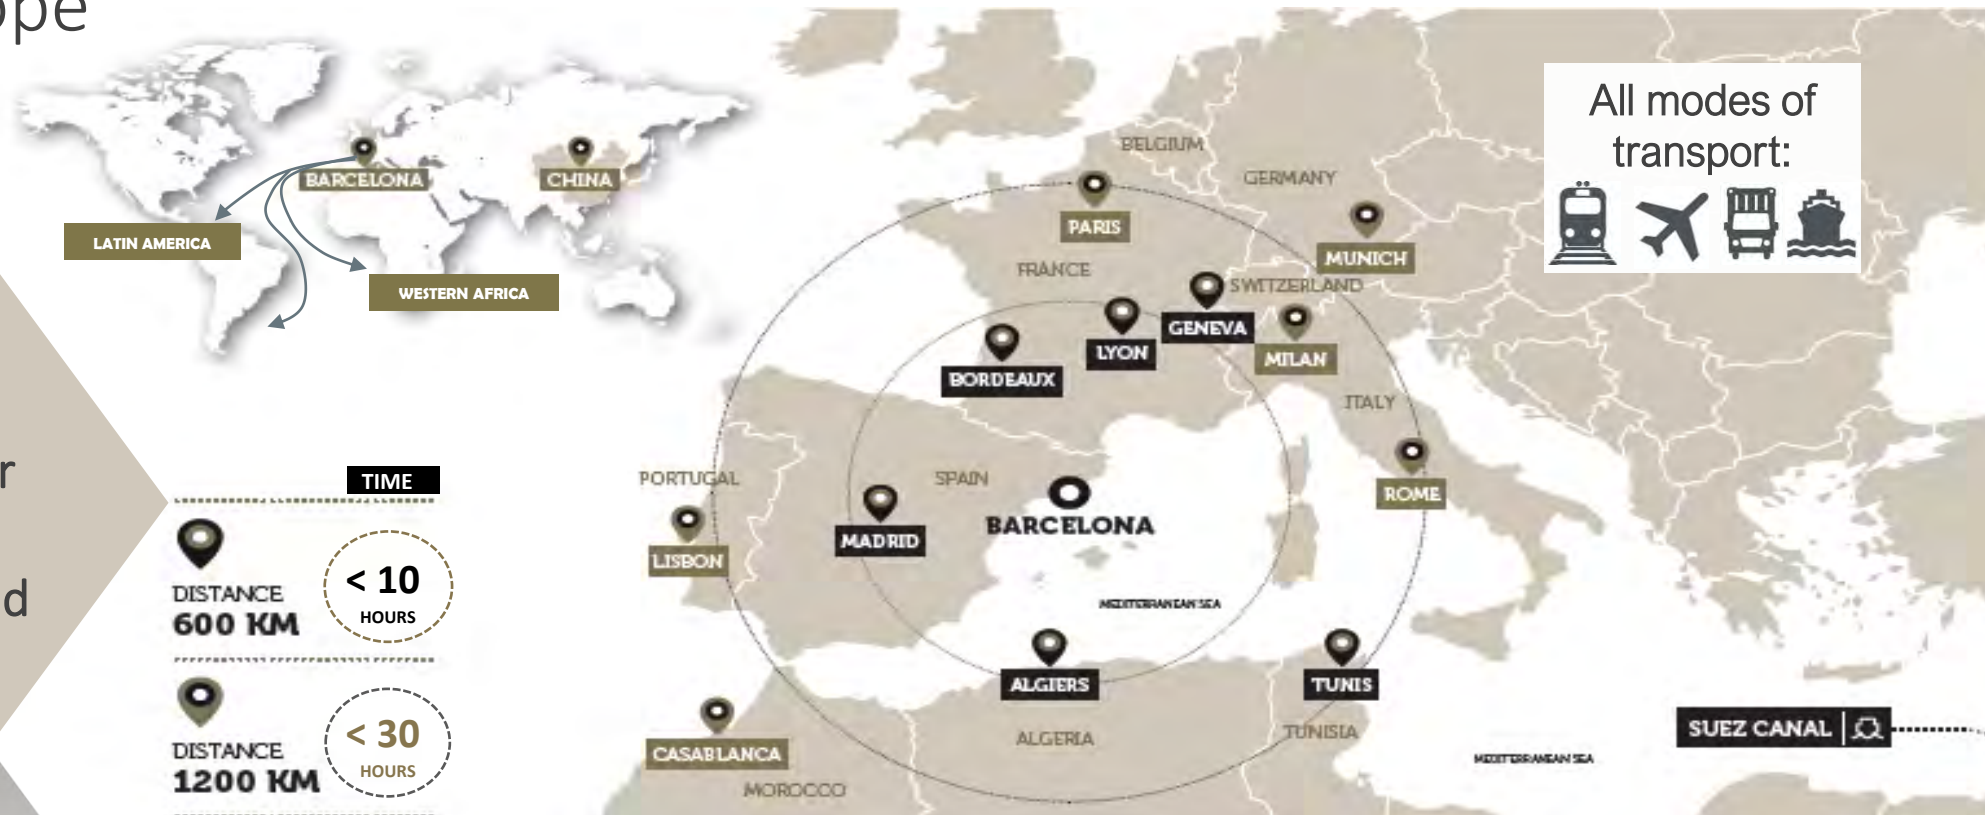 ope
BARCELONA
CHINA
LATIN AMERICA
WESTERN AFRICA
r
d
TIME
DISTANCE
600 KM
< 10
HOURS
DISTANCE
1200 KM
< 30
HOURS
All modes of
transport:
BELGIUM
GERMANY
PARIS
MUNICH
FRANCE
SWITZERLAND
GENEVA
LYON
MILAN
BORDEAUX
ITALY
PORTUGAL
SPAIN
ROME
BARCELONA
MADRID
LISBON
MEDITERRANEAN SEA
ALGIERS
TUNIS
CASABLANCA
ALGERIA
TUNISIA
SUEZ CANAL
MEDITERRANEAN SEA
MOROCCO